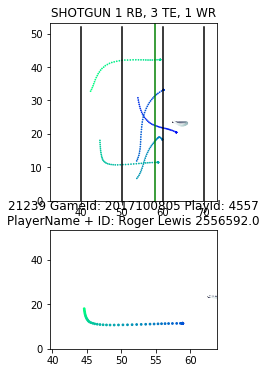 SHOTGUN 1 RB, 3 TE, 1 WR
50
40
30
20
10
0
40 50 60 70
21239 GameId: 2017100805 PlayId: 4557
PlayerName + ID: Roger Lewis 2556592.0
40
20
0
40 45 50 55 60